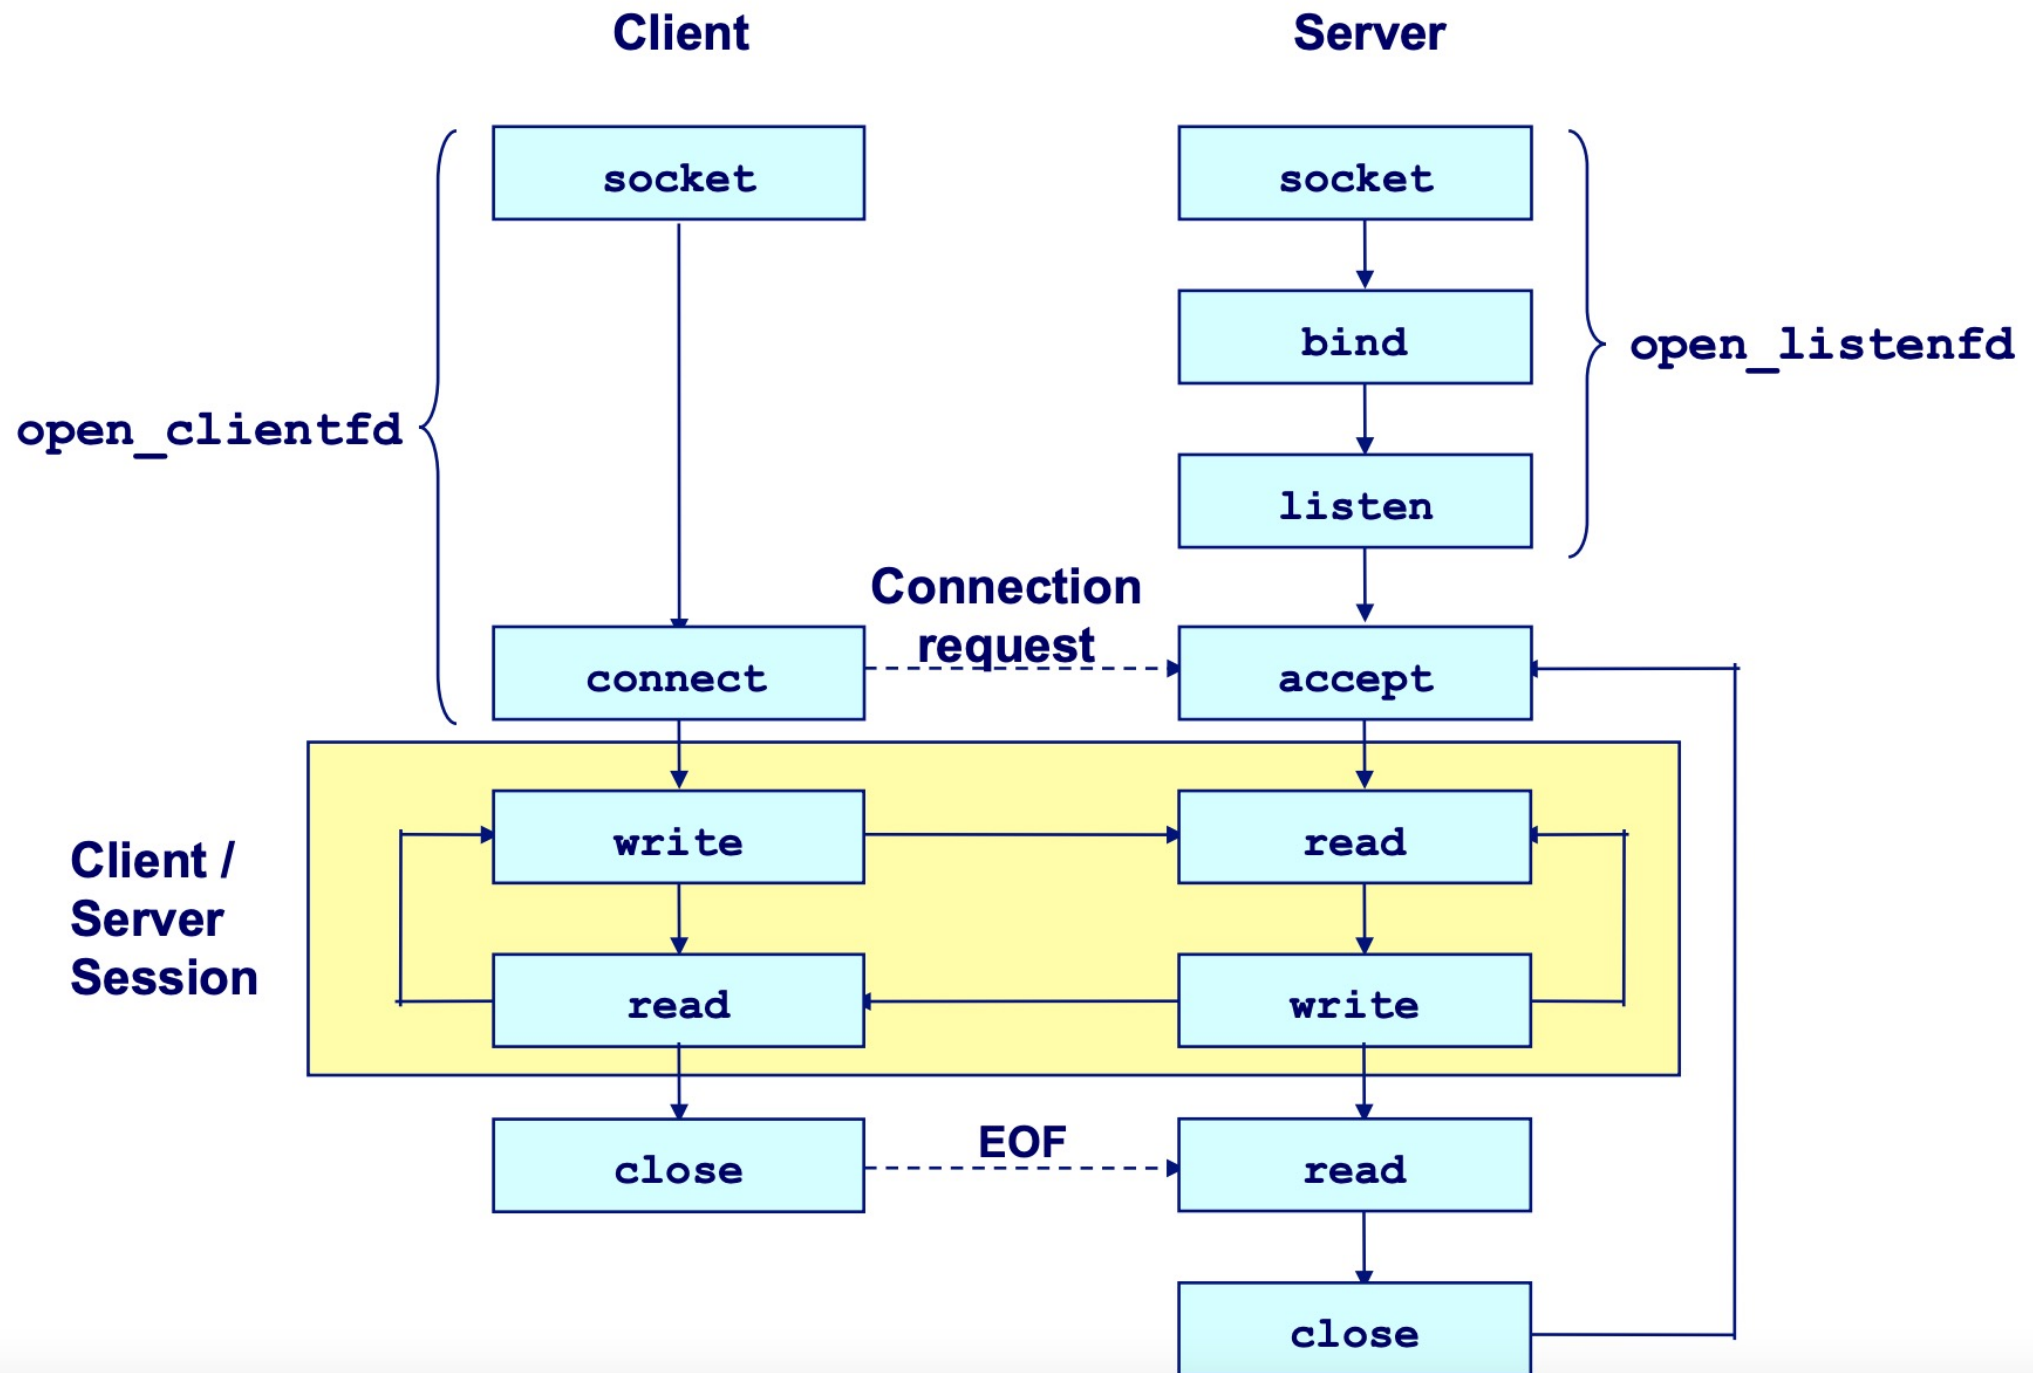 Client
Server
socket
socket
bind
open_listenfd
open_clientfd
listen
Connection
request
connect
accept
Client /
Server
Session
write
read
read
write
close
EOF
read
close